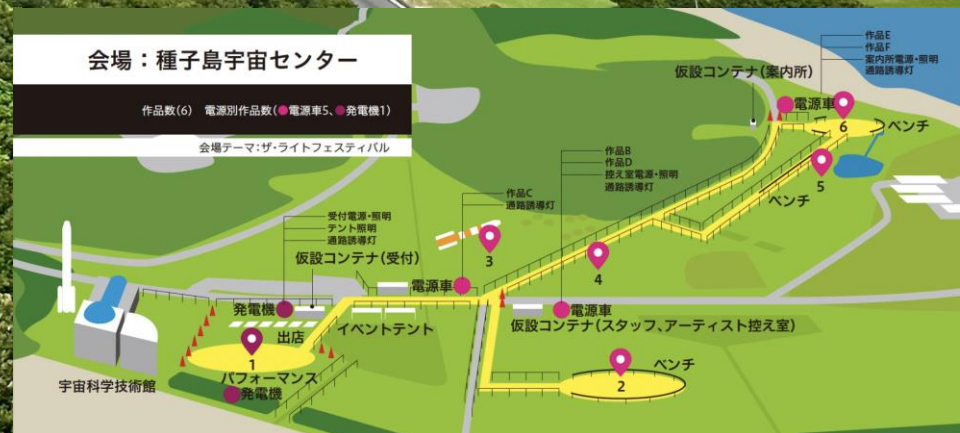 会場：種子島宇宙センター
作品数(6) 電源別作品数(●電源車5、●発電機1)
会場テーマ：ザ・ライトフェスティバル
作品E
作品F
案内所電源・照明
通路誘導灯
仮設コンテナ(案内所)
電源車
6
ベンチ
5
ベンチ
作品B
作品D
控え室電源・照明
通路誘導灯
作品C
通路誘導灯
3
4
受付電源・照明
テント照明
通路誘導灯
仮設コンテナ(受付)
電源車
発電機
出店
イベントテント
電源車
仮設コンテナ(スタッフ、アーティスト控え室)
1
パフォーマンス
発電機
宇宙科学技術館
2
ベンチ